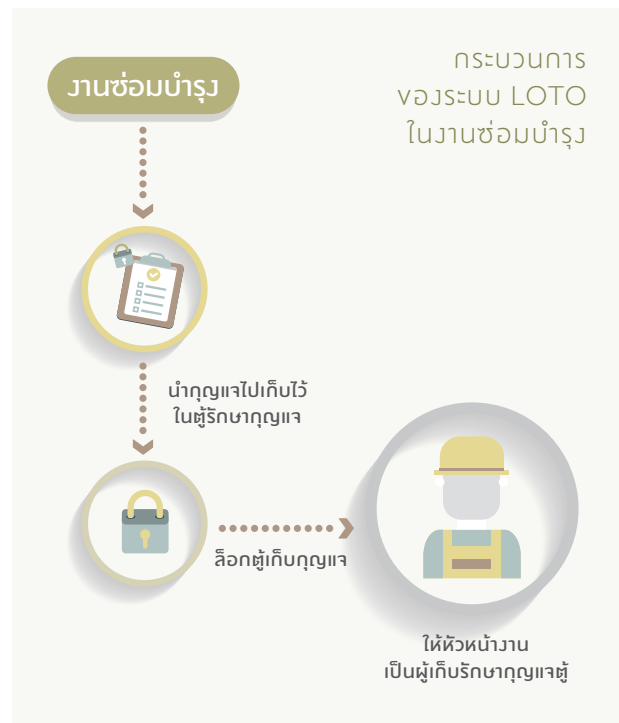 งานซ่อมบำรุง
กระบวนการ
ของระบบ LOTO
ในงานซ่อมบำรุง
นำกุญแจไปเก็บไว้
ในตู้รักษากุญแจ
ล็อกตู้เก็บกุญแจ
ให้หัวหน้างาน
เป็นผู้เก็บรักษากุญแจตู้